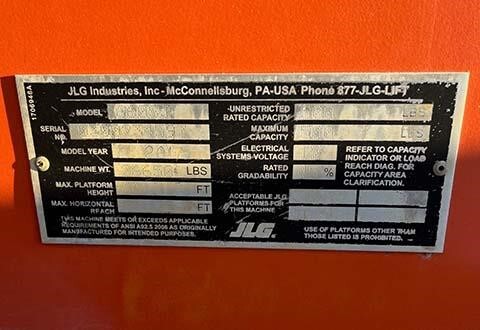 1706948A
JLG Industries, Inc - McConnellsburg, PA-USA Phone 877-JLG-LIFT
MODEL
UNRESTRICTED RATED CAPACITY LBS
SERIAL NO.
MAXIMUM CAPACITY LBS
MODEL YEAR
ELECTRICAL SYSTEMS VOLTAGE
MACHINE WT. LBS
RATED GRADABILITY %
REFER TO CAPACITY
INDICATOR OR LOAD
REACH DIAG. FOR
CAPACITY AREA
CLARIFICATION.
MAX. PLATFORM HEIGHT FT
ACCEPTABLE JLG
PLATFORMS FOR
THIS MACHINE
MAX. HORIZONTAL REACH FT
THIS MACHINE MEETS OR EXCEEDS APPLICABLE
REQUIREMENTS OF ANSI A92.5 2006 AS ORIGINALLY
MANUFACTURED FOR INTENDED PURPOSES.
JLG
USE OF PLATFORMS OTHER THAN
THOSE LISTED IS PROHIBITED.